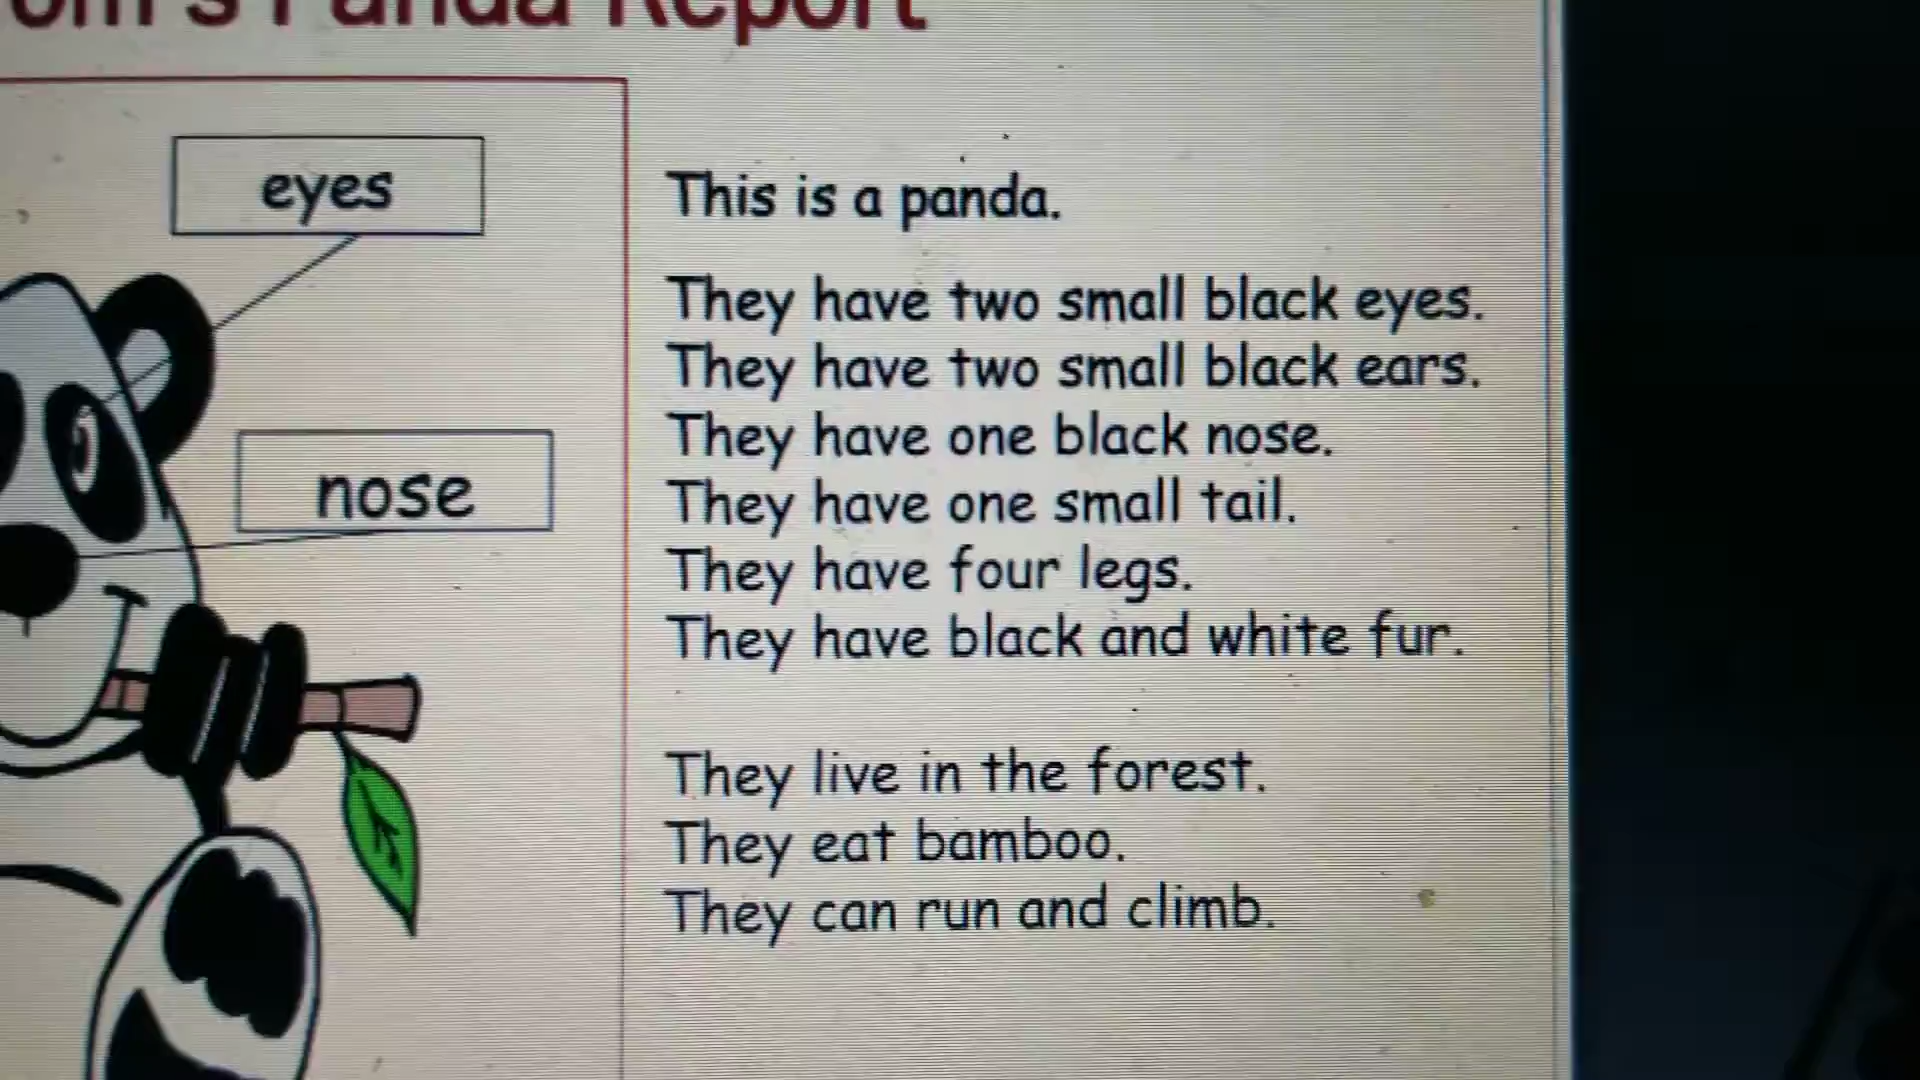 Panda Report
eyes
nose
This is a panda.
They have two small black eyes.
They have two small black ears.
They have one black nose.
They have one small tail.
They have four legs.
They have black and white fur.
They live in the forest.
They eat bamboo.
They can run and climb.